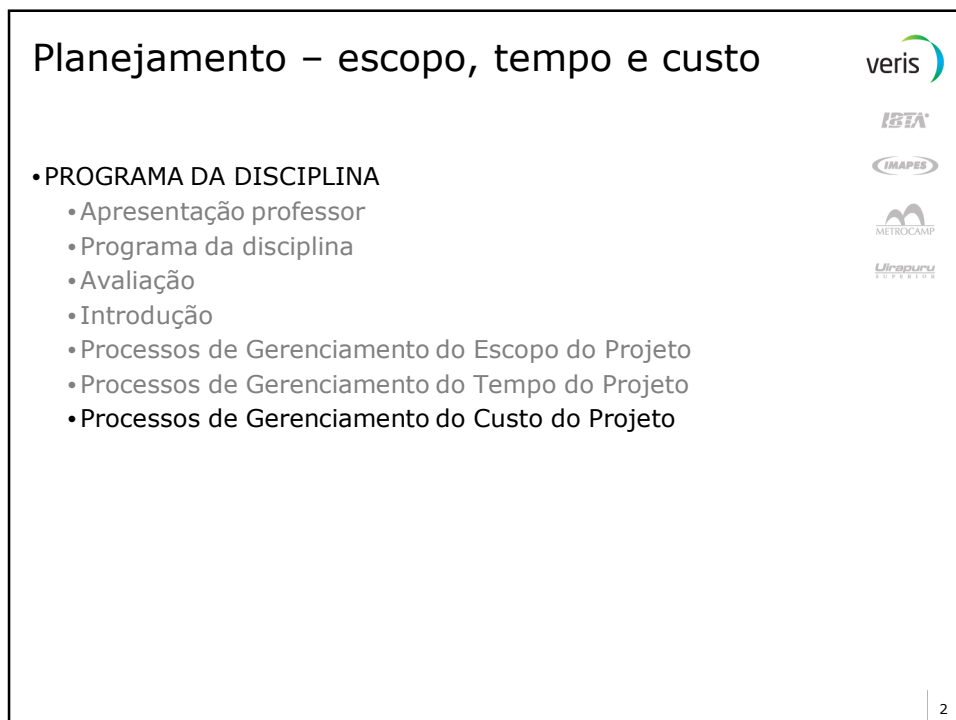 Planejamento – escopo, tempo e custo
veris
IBTA
IMAPES
METROCAMP
Uirapuru
SUPERIOR
•PROGRAMA DA DISCIPLINA
•Apresentação professor
•Programa da disciplina
•Avaliação
•Introdução
•Processos de Gerenciamento do Escopo do Projeto
•Processos de Gerenciamento do Tempo do Projeto
•Processos de Gerenciamento do Custo do Projeto
2